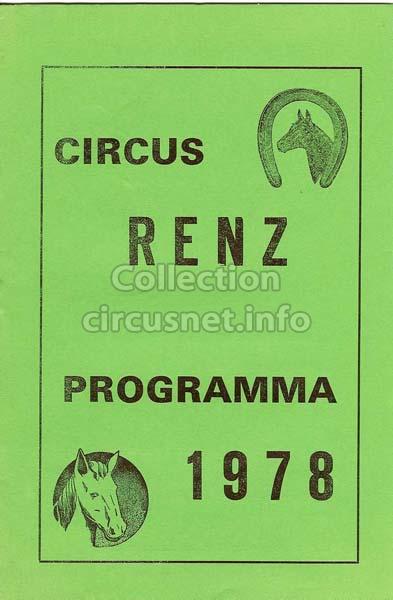 CIRCUS
RENZ
Collection
circusnet.info
PROGRAMMA
1978